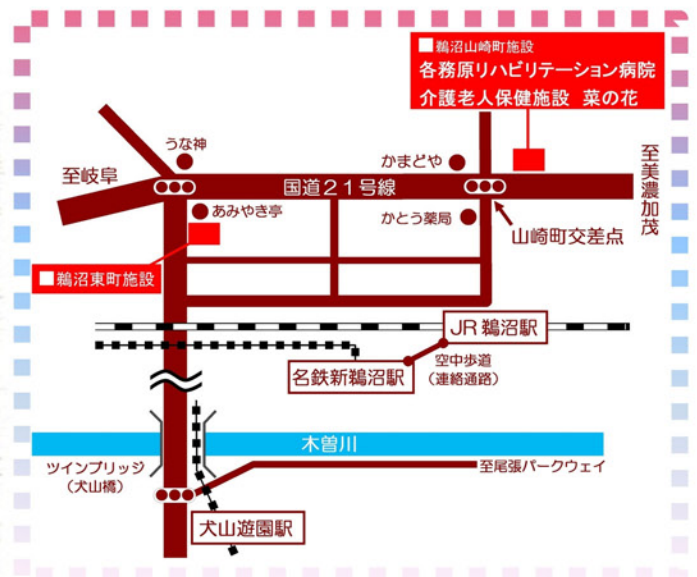 ■鵜沼山崎町施設
各務原リハビリテーション病院
介護老人保健施設 菜の花
うな神
かまどや
至岐阜
国道21号線
至美濃加茂
あみやき亭
かとう薬局
山崎町交差点
■鵜沼東町施設
JR鵜沼駅
名鉄新鵜沼駅
空中歩道
(連絡通路)
木曽川
ツインブリッジ
(犬山橋)
至尾張パークウェイ
犬山遊園駅